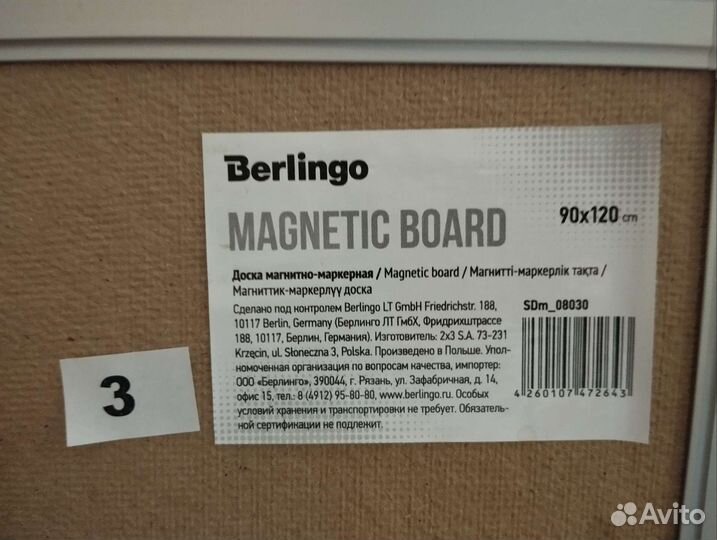 Berlingo
MAGNETIC BOARD
90x120 cm
Доска магнитно-маркерная / Magnetic board / Магнитті-маркерлік тақта /
Магниттик-маркерлүү доска
Сделано под контролем Berlingo LT GmbH Friedrichstr. 188,
10117 Berlin, Germany (Берлинго ЛТ ГмбХ, Фридрихштрассе
188, 10117, Берлин, Германия). Изготовитель: 2x3 S.A. 73-231
Krzęcin, ul. Słoneczna 3, Polska. Произведено в Польше. Упол-
номоченная организация по вопросам качества, импортер:
ООО «Берлинго», 390044, г. Рязань, ул. Зафабричная, д. 14,
офис 15, тел.: 8 (4912) 95-80-80, www.berlingo.ru. Особых
условий хранения и транспортировки не требует. Обязатель-
ной сертификации не подлежит.
SDm_08030
4 260107 472643
3
Avito